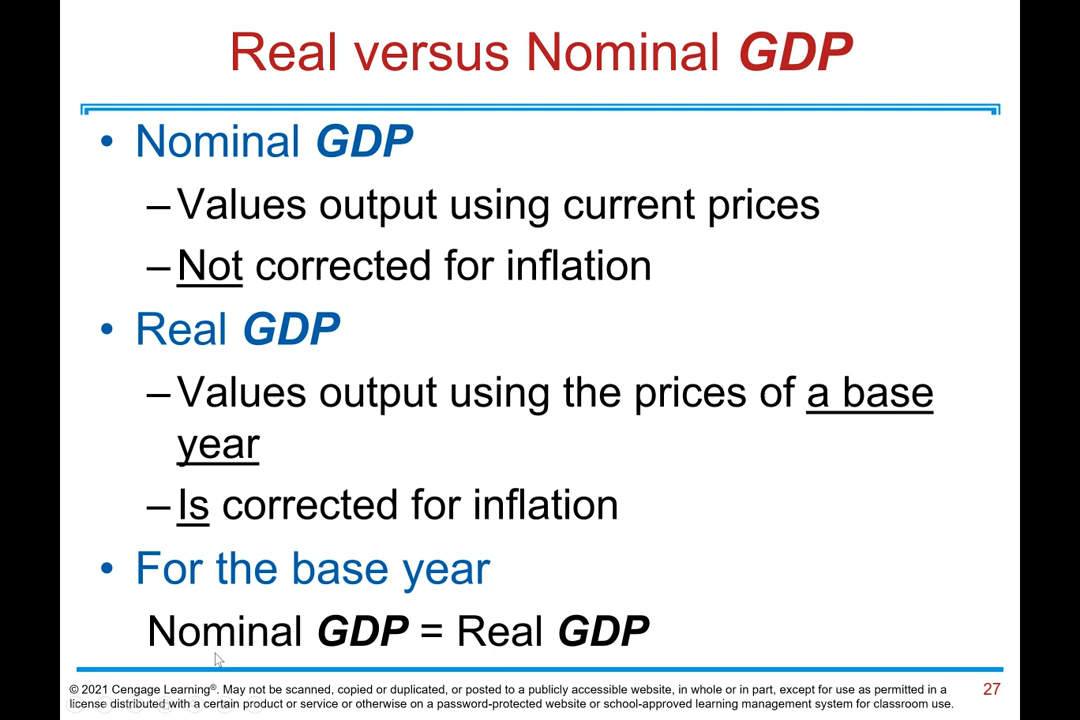 Real versus Nominal GDP
• Nominal GDP
–Values output using current prices
–Not corrected for inflation
• Real GDP
–Values output using the prices of a base
year
–Is corrected for inflation
• For the base year
Nominal GDP = Real GDP
© 2021 Cengage Learning®. May not be scanned, copied or duplicated, or posted to a publicly accessible website, in whole or in part, except for use as permitted in a
license distributed with a certain product or service or otherwise on a password-protected website or school-approved learning management system for classroom use.
27